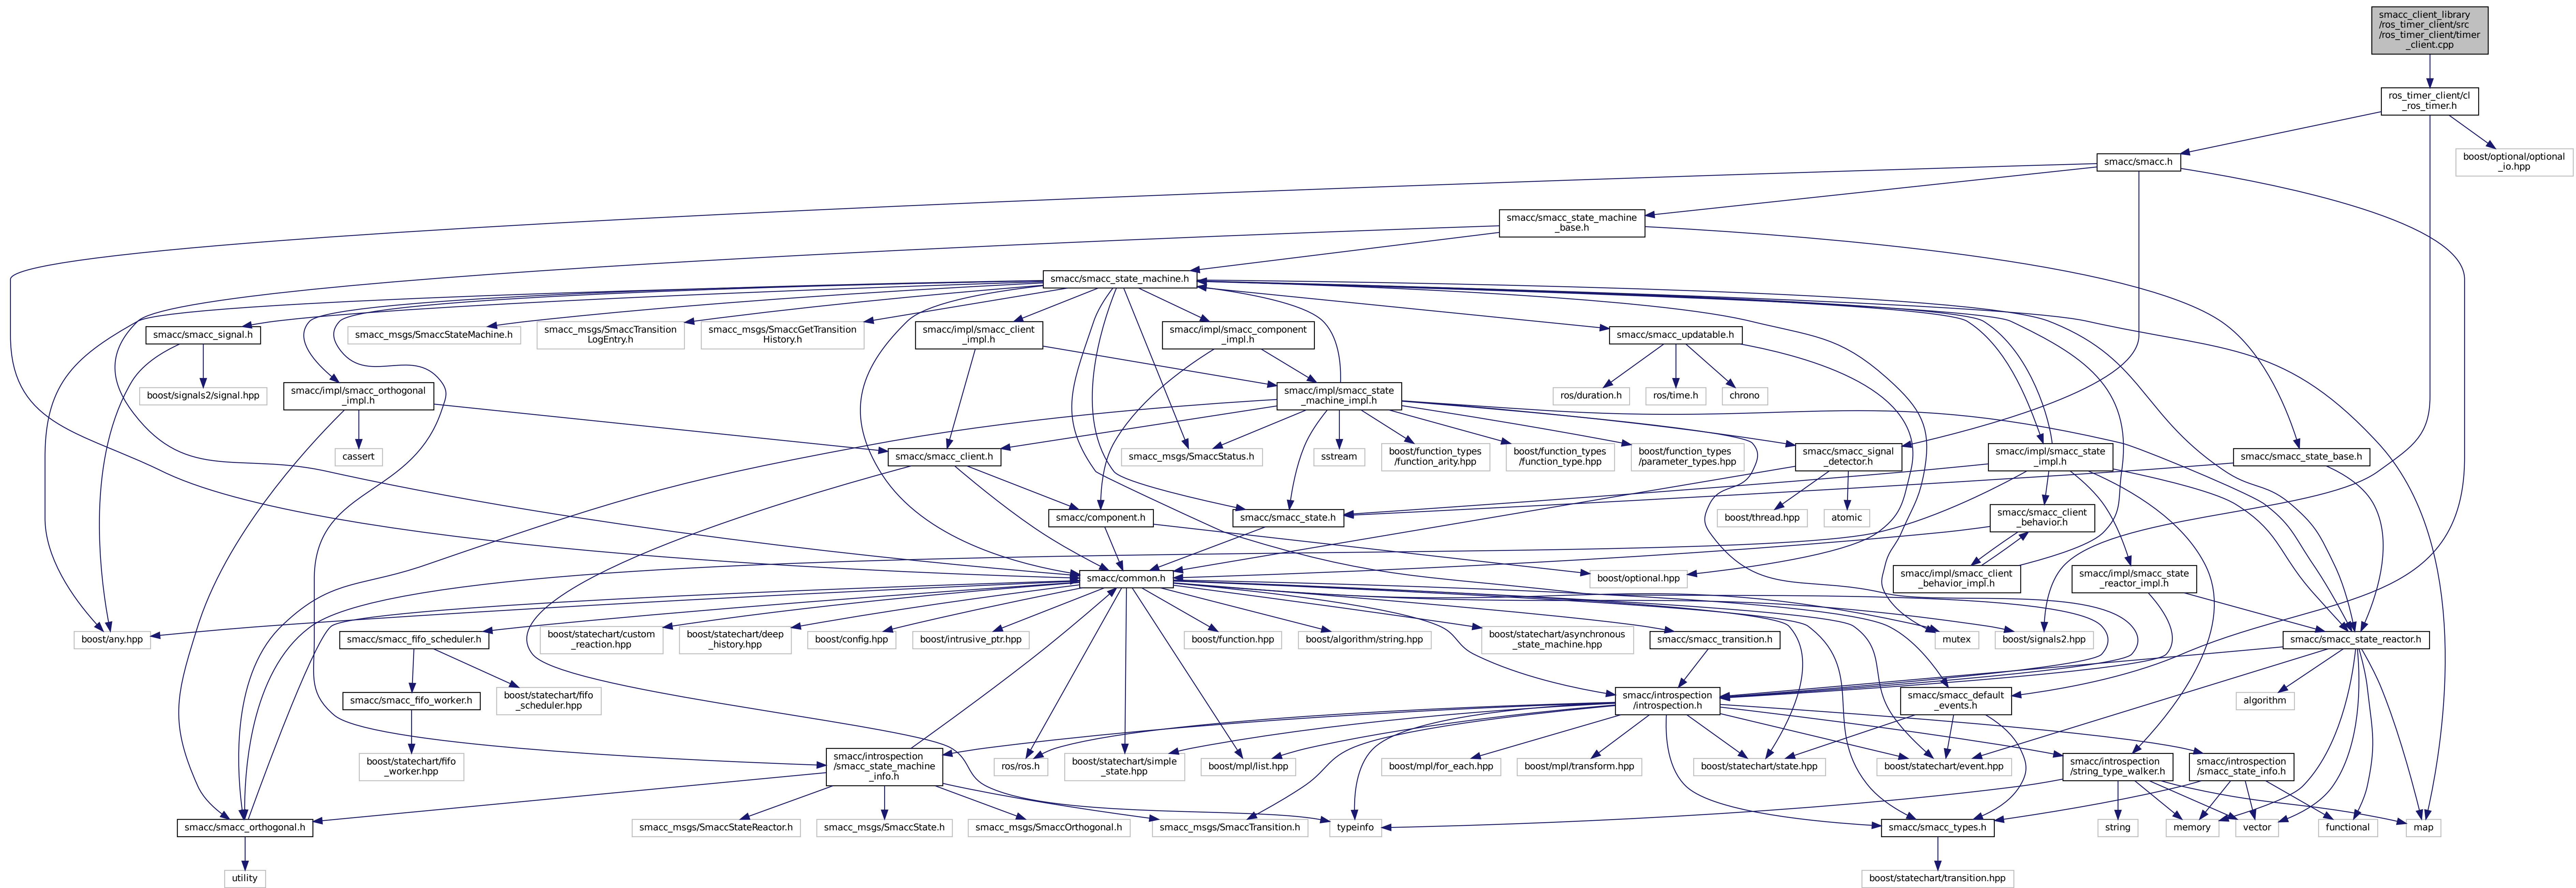 smacc_client_library
/ros_timer_client/src
/ros_timer_client/timer
_client.cpp
ros_timer_client/cl
_ros_timer.h
smacc/smacc.h
boost/optional/optional
_io.hpp
smacc/smacc_state_machine
_base.h
smacc/smacc_state_machine.h
smacc/smacc_signal.h
smacc_msgs/SmaccStateMachine.h
smacc_msgs/SmaccTransition
LogEntry.h
smacc_msgs/SmaccGetTransition
History.h
smacc/impl/smacc_client
_impl.h
smacc/impl/smacc_component
_impl.h
smacc/smacc_updatable.h
boost/signals2/signal.hpp
smacc/impl/smacc_orthogonal
_impl.h
smacc/impl/smacc_state
_machine_impl.h
ros/duration.h
ros/time.h
chrono
cassert
smacc/smacc_client.h
smacc_msgs/SmaccStatus.h
sstream
boost/function_types
/function_arity.hpp
boost/function_types
/function_type.hpp
boost/function_types
/parameter_types.hpp
smacc/smacc_signal
_detector.h
smacc/impl/smacc_state
_impl.h
smacc/smacc_state_base.h
smacc/component.h
smacc/smacc_state.h
boost/thread.hpp
atomic
smacc/smacc_client
_behavior.h
smacc/common.h
boost/optional.hpp
smacc/impl/smacc_client
_behavior_impl.h
smacc/impl/smacc_state
_reactor_impl.h
boost/any.hpp
smacc/smacc_fifo_scheduler.h
boost/statechart/custom
_reaction.hpp
boost/statechart/deep
_history.hpp
boost/config.hpp
boost/intrusive_ptr.hpp
boost/function.hpp
boost/algorithm/string.hpp
boost/statechart/asynchronous
_state_machine.hpp
smacc/smacc_transition.h
mutex
boost/signals2.hpp
smacc/smacc_state_reactor.h
smacc/smacc_fifo_worker.h
boost/statechart/fifo
_scheduler.hpp
smacc/introspection
/introspection.h
smacc/smacc_default
_events.h
algorithm
boost/statechart/fifo
_worker.hpp
smacc/introspection
/smacc_state_machine
_info.h
ros/ros.h
boost/statechart/simple
_state.hpp
boost/mpl/list.hpp
boost/mpl/for_each.hpp
boost/mpl/transform.hpp
boost/statechart/state.hpp
boost/statechart/event.hpp
smacc/introspection
/string_type_walker.h
smacc/introspection
/smacc_state_info.h
smacc/smacc_orthogonal.h
smacc_msgs/SmaccStateReactor.h
smacc_msgs/SmaccState.h
smacc_msgs/SmaccOrthogonal.h
smacc_msgs/SmaccTransition.h
typeinfo
smacc/smacc_types.h
string
memory
vector
functional
map
utility
boost/statechart/transition.hpp